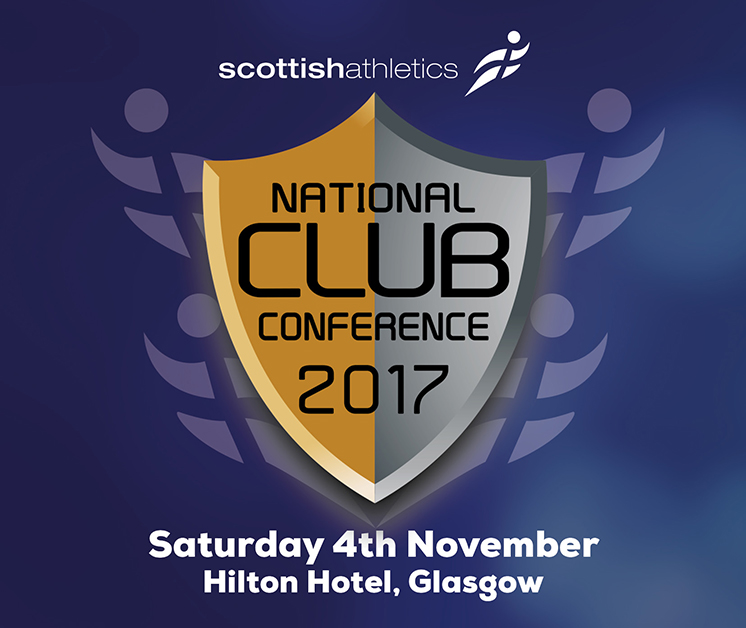 scottishathletics
NATIONAL
CLUB
CONFERENCE
2017
Saturday 4th November
Hilton Hotel, Glasgow